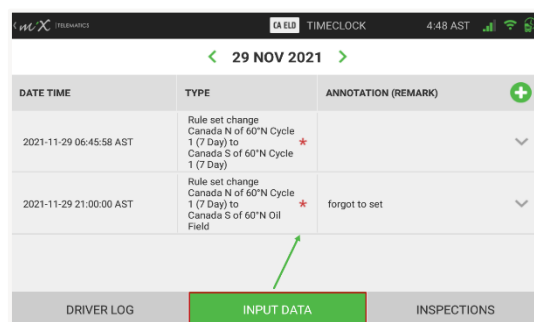 mix TELEMATICS CA ELD TIMECLOCK 4:48 AST
< 29 NOV 2021 >
DATE TIME TYPE ANNOTATION (REMARK)
Rule set change
Canada N of 60°N Cycle
2021-11-29 06:45:58 AST 1 (7 Day) to *
Canada S of 60°N Cycle
1 (7 Day)
Rule set change
Canada N of 60°N Cycle
2021-11-29 21:00:00 AST 1 (7 Day) to * forgot to set
Canada S of 60°N Oil
Field
DRIVER LOG INPUT DATA INSPECTIONS